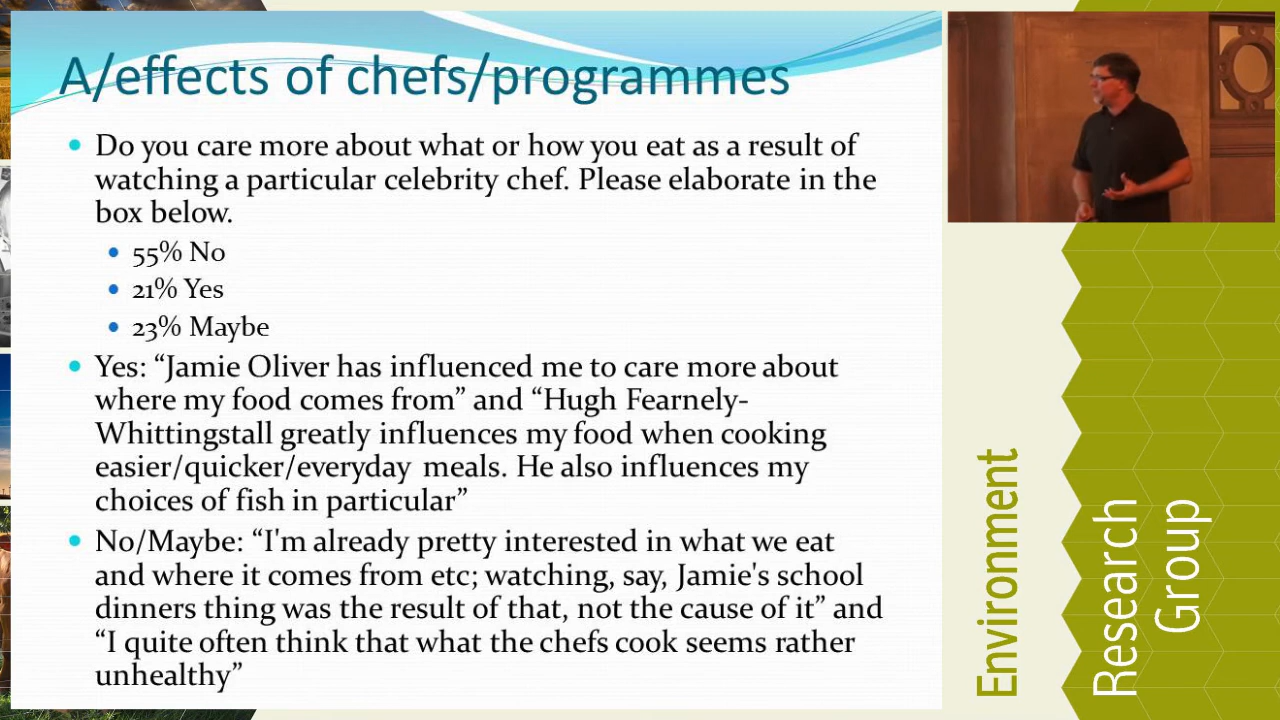 A/effects of chefs/programmes
Do you care more about what or how you eat as a result of
watching a particular celebrity chef. Please elaborate in the
box below.
55% No
21% Yes
23% Maybe
Yes: “Jamie Oliver has influenced me to care more about
where my food comes from” and “Hugh Fearnely-
Whittingstall greatly influences my food when cooking
easier/quicker/everyday meals. He also influences my
choices of fish in particular”
No/Maybe: “I'm already pretty interested in what we eat
and where it comes from etc; watching, say, Jamie's school
dinners thing was the result of that, not the cause of it” and
“I quite often think that what the chefs cook seems rather
unhealthy”
Environment
Research
Group